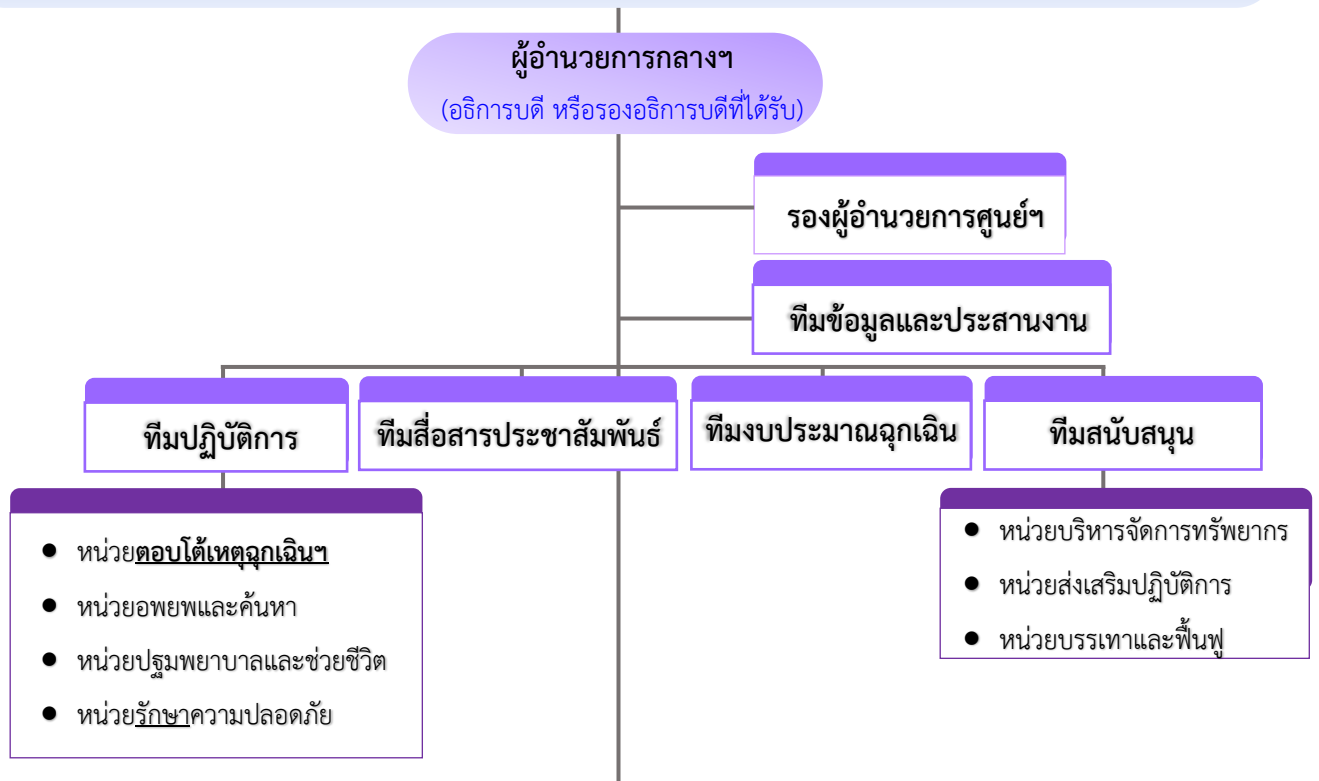 ผู้อำนวยการกลางฯ
(อธิการบดี หรือรองอธิการบดีที่ได้รับ)
รองผู้อำนวยการศูนย์ฯ
ทีมข้อมูลและประสานงาน
ทีมปฏิบัติการ
ทีมสื่อสารประชาสัมพันธ์
ทีมงบประมาณฉุกเฉิน
ทีมสนับสนุน
● หน่วยตอบโต้เหตุฉุกเฉินฯ
● หน่วยอพยพและค้นหา
● หน่วยปฐมพยาบาลและช่วยชีวิต
● หน่วยรักษาความปลอดภัย
● หน่วยบริหารจัดการทรัพยากร
● หน่วยส่งเสริมปฏิบัติการ
● หน่วยบรรเทาและฟื้นฟู